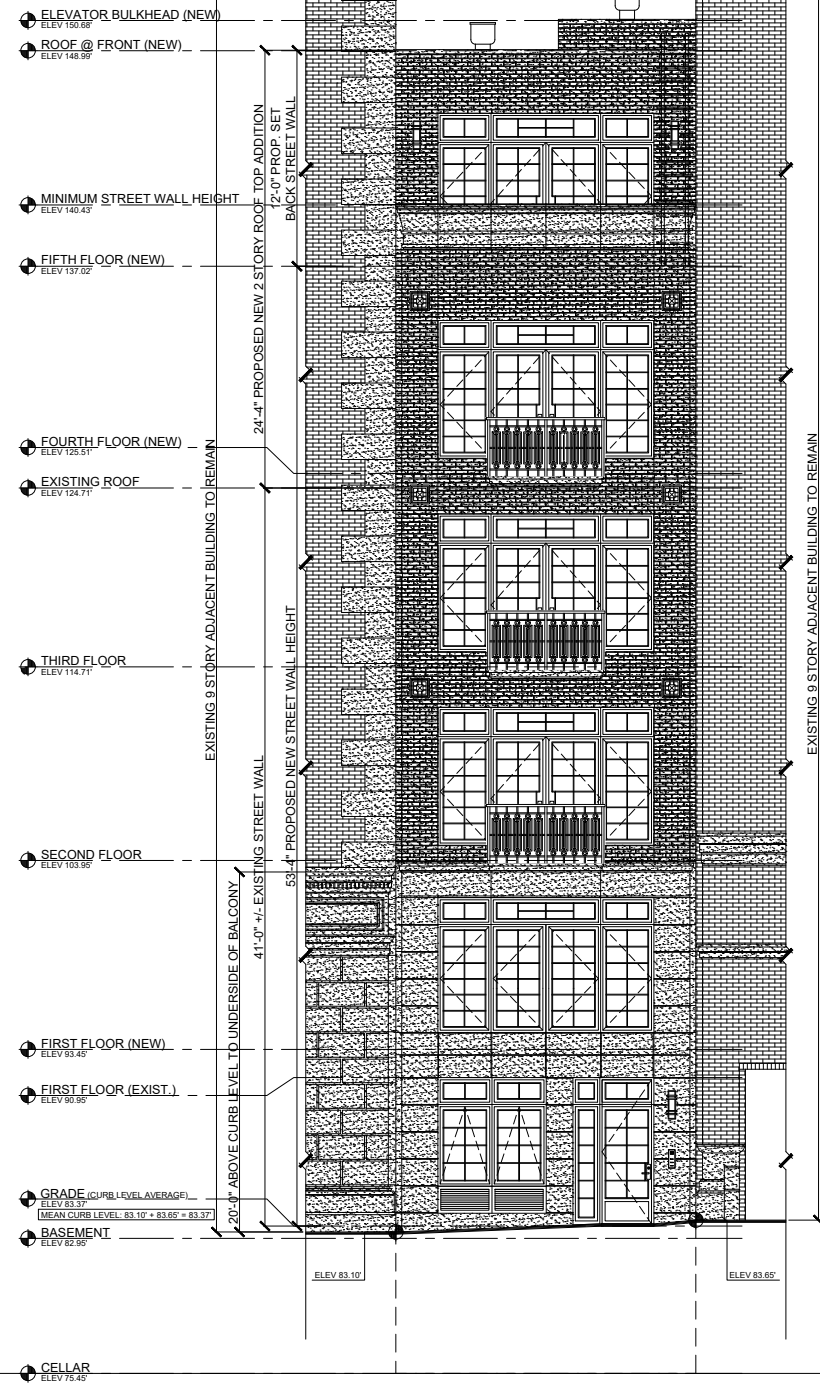 ELEVATOR BULKHEAD (NEW)
ELEV 150.68'
ROOF @ FRONT (NEW)
ELEV 148.99'
MINIMUM STREET WALL HEIGHT
ELEV 140.43'
FIFTH FLOOR (NEW)
ELEV 137.02'
FOURTH FLOOR (NEW)
ELEV 125.51'
EXISTING ROOF
ELEV 124.71'
THIRD FLOOR
ELEV 114.71'
SECOND FLOOR
ELEV 103.95'
FIRST FLOOR (NEW)
ELEV 93.45'
FIRST FLOOR (EXIST.)
ELEV 90.95'
GRADE (CURB LEVEL AVERAGE)
ELEV 83.37'
MEAN CURB LEVEL: 83.10' + 83.65' = 83.37'
BASEMENT
ELEV 82.95'
CELLAR
ELEV 75.45'
EXISTING 9 STORY ADJACENT BUILDING TO REMAIN
20'-0" ABOVE CURB LEVEL TO UNDERSIDE OF BALCONY
24'-4" PROPOSED NEW 2 STORY ROOF TOP ADDITION
41'-0" +/- EXISTING STREET WALL
12'-0" PROP. SET
BACK STREET WALL
53'-4" PROPOSED NEW STREET WALL HEIGHT
ELEV 83.10'
ELEV 83.65'
EXISTING 9 STORY ADJACENT BUILDING TO REMAIN